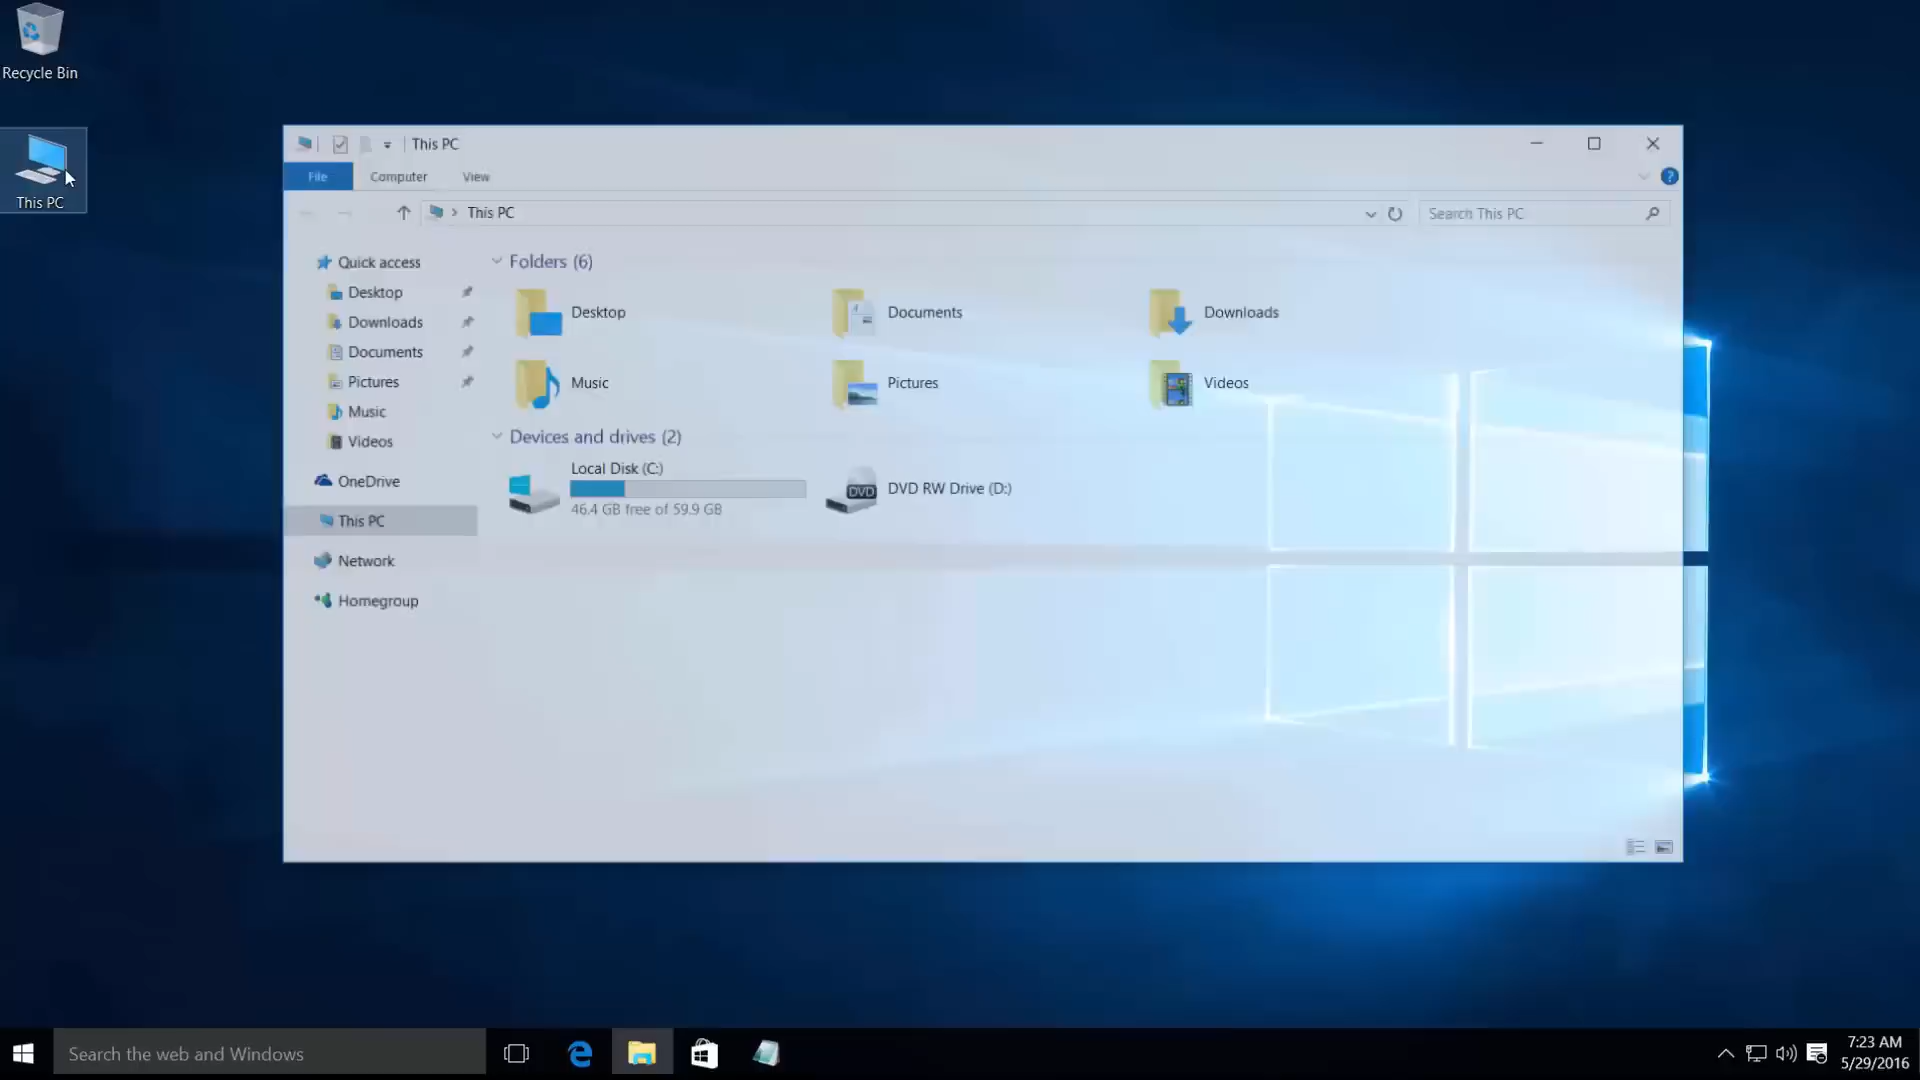 Recycle Bin
This PC
This PC
File
Computer
View
This PC
Search This PC
Quick access
Desktop
Downloads
Documents
Pictures
Music
Videos
OneDrive
This PC
Network
Homegroup
Folders (6)
Desktop
Documents
Downloads
Music
Pictures
Videos
Devices and drives (2)
Local Disk (C:)
46.4 GB free of 59.9 GB
DVD
DVD RW Drive (D:)
Search the web and Windows
7:23 AM
5/29/2016